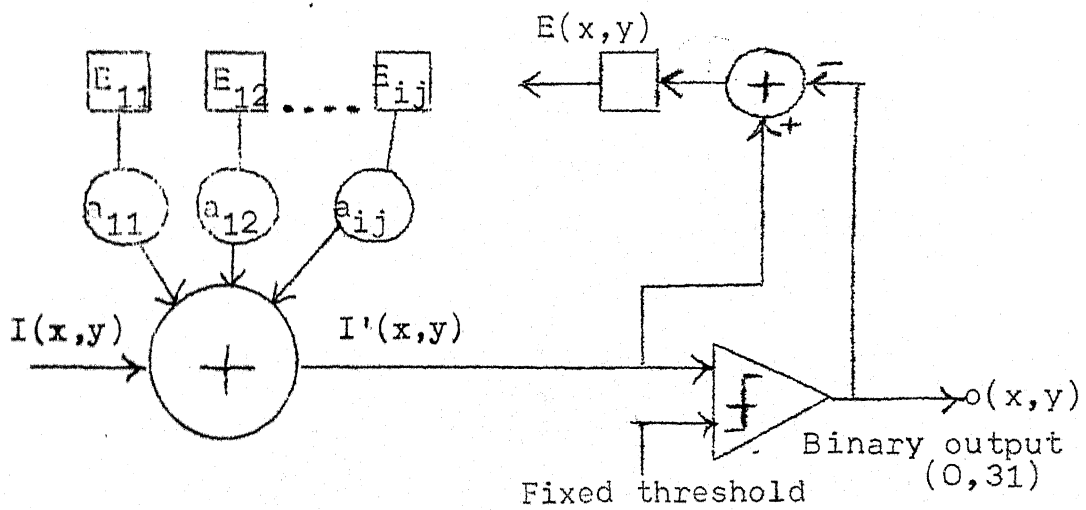 E(x,y)
E11 E12 .... Eij
- +
a11 a12 aij
+
+
I(x,y)
I'(x,y)
o(x,y)
Binary output
(0,31)
Fixed threshold